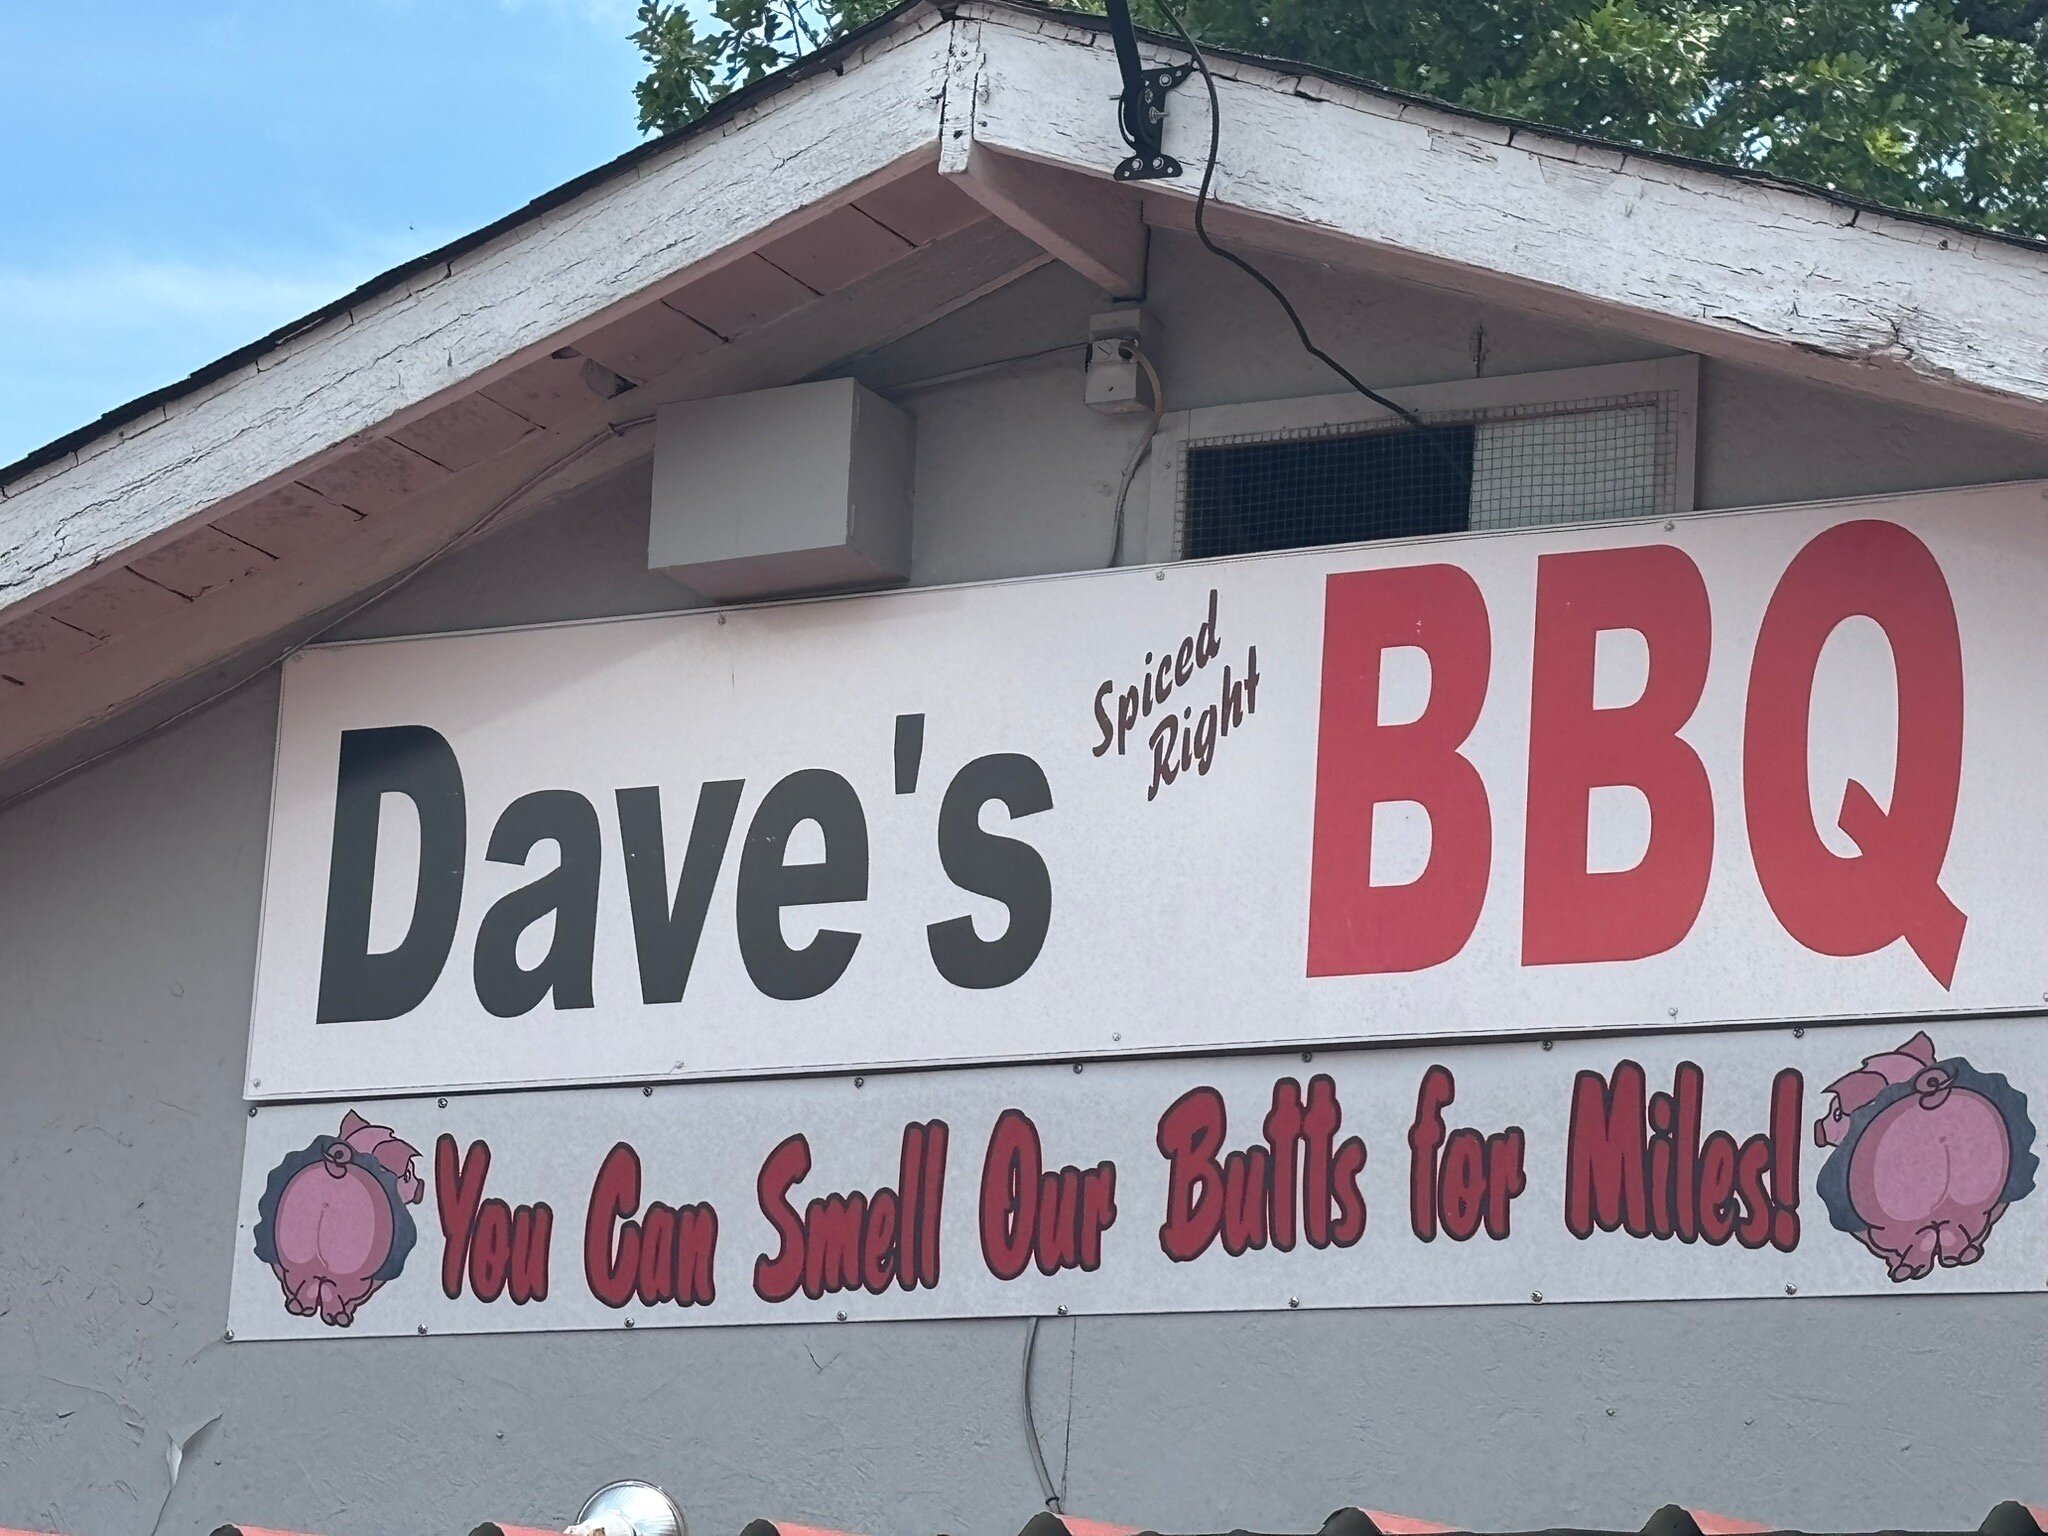 Dave's Spiced Right BBQ
You Can Smell Our Butts for Miles!